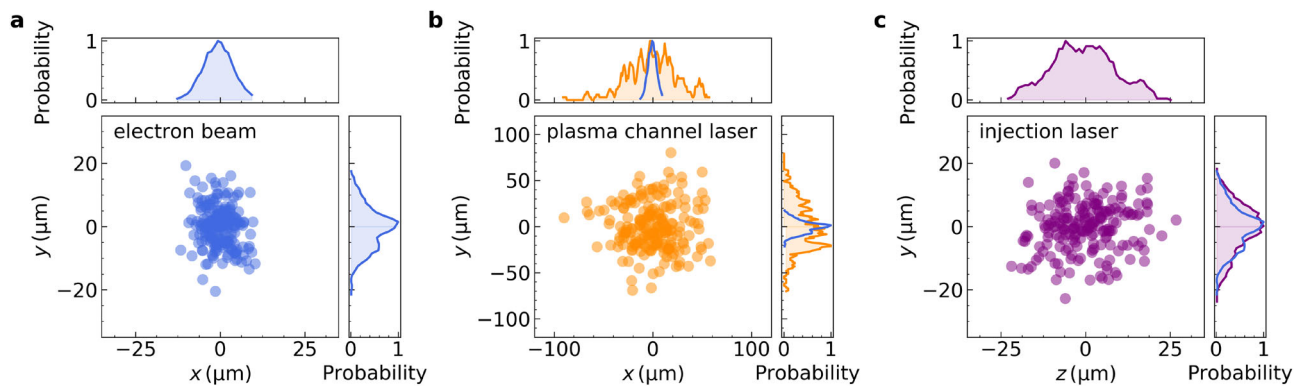 a
Probability
1
0
electron beam
20
0
−20
y (μm)
−25
0
25
x (μm)
0
1
Probability
b
Probability
1
0
plasma channel laser
100
50
0
−50
−100
y (μm)
−100
0
100
x (μm)
0
1
Probability
c
Probability
1
0
injection laser
20
0
−20
y (μm)
−25
0
25
z (μm)
0
1
Probability